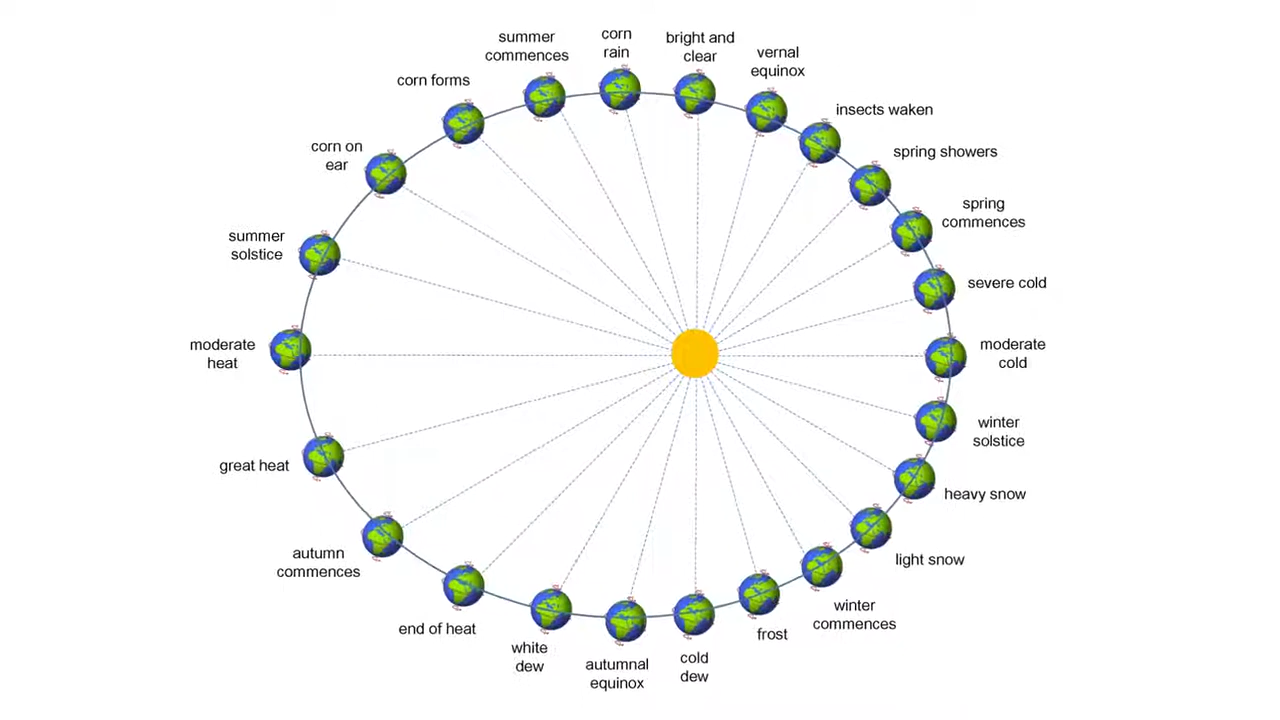 summer
commences
corn
rain
bright and
clear
vernal
equinox
corn forms
insects waken
corn on
ear
spring showers
spring
commences
summer
solstice
severe cold
moderate
heat
moderate
cold
winter
solstice
great heat
heavy snow
autumn
commences
light snow
winter
commences
end of heat
frost
white
dew
autumnal
equinox
cold
dew